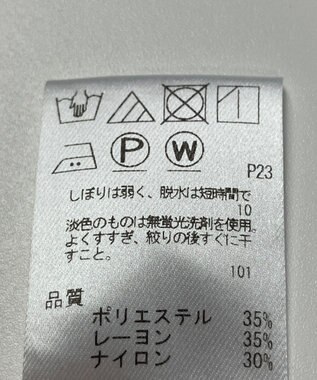 P W
P23
しぼりは弱く、脱水は短時間で
10
淡色のものは無蛍光洗剤を使用。
よくすすぎ、絞りの後すぐに干
すこと。
101
品質
ポリエステル 35%
レーヨン 35%
ナイロン 30%